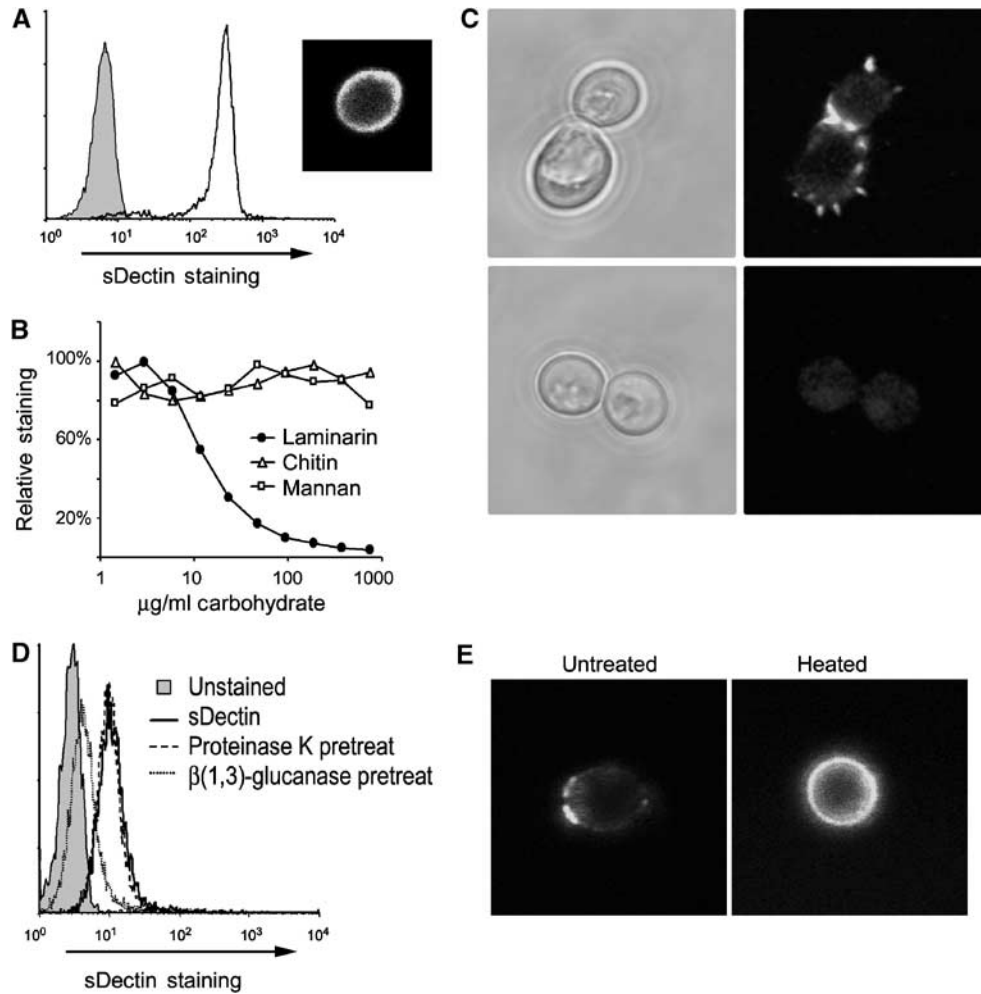 A
10⁰ 10¹ 10² 10³ 10⁴
sDectin staining
B
Relative staining
100%
60%
20%
Laminarin
Chitin
Mannan
1 10 100 1000
µg/ml carbohydrate
C
D
Unstained
sDectin
Proteinase K pretreat
β(1,3)-glucanase pretreat
10⁰ 10¹ 10² 10³ 10⁴
sDectin staining
E
Untreated Heated